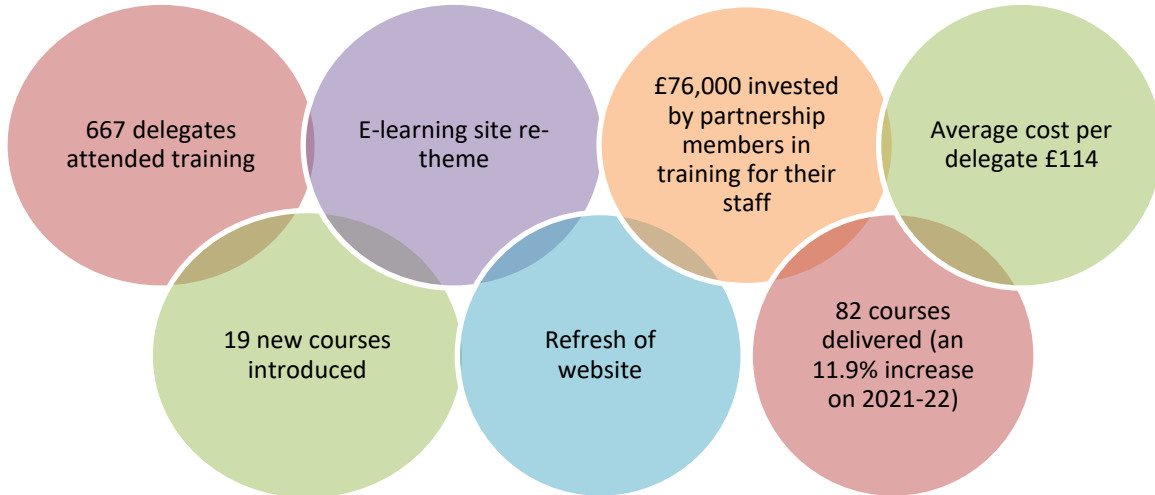 667 delegates
attended training
E-learning site re-
theme
£76,000 invested
by partnership
members in
training for their
staff
Average cost per
delegate £114
19 new courses
introduced
Refresh of
website
82 courses
delivered (an
11.9% increase
on 2021-22)